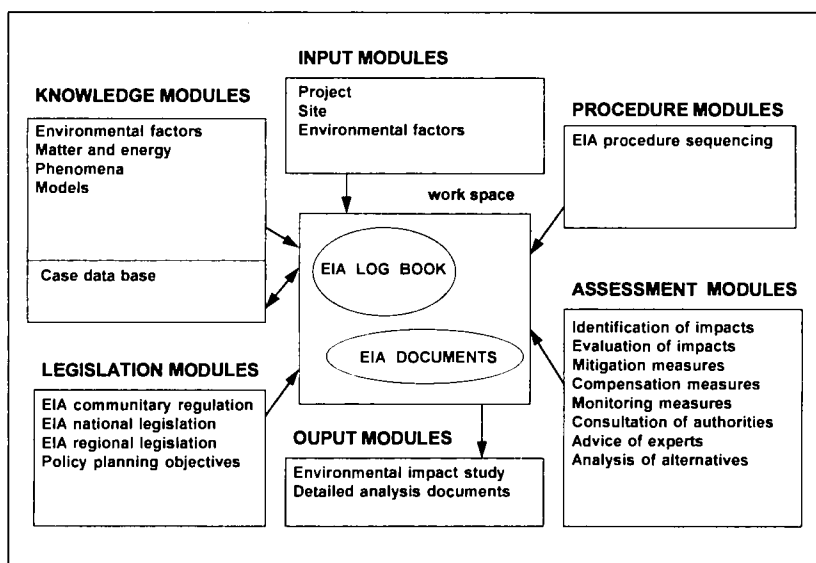 INPUT MODULES
Project
Site
Environmental factors
KNOWLEDGE MODULES
Environmental factors
Matter and energy
Phenomena
Models
Case data base
PROCEDURE MODULES
EIA procedure sequencing
work space
EIA LOG BOOK
EIA DOCUMENTS
ASSESSMENT MODULES
Identification of impacts
Evaluation of impacts
Mitigation measures
Compensation measures
Monitoring measures
Consultation of authorities
Advice of experts
Analysis of alternatives
LEGISLATION MODULES
EIA communitary regulation
EIA national legislation
EIA regional legislation
Policy planning objectives
OUPUT MODULES
Environmental impact study
Detailed analysis documents